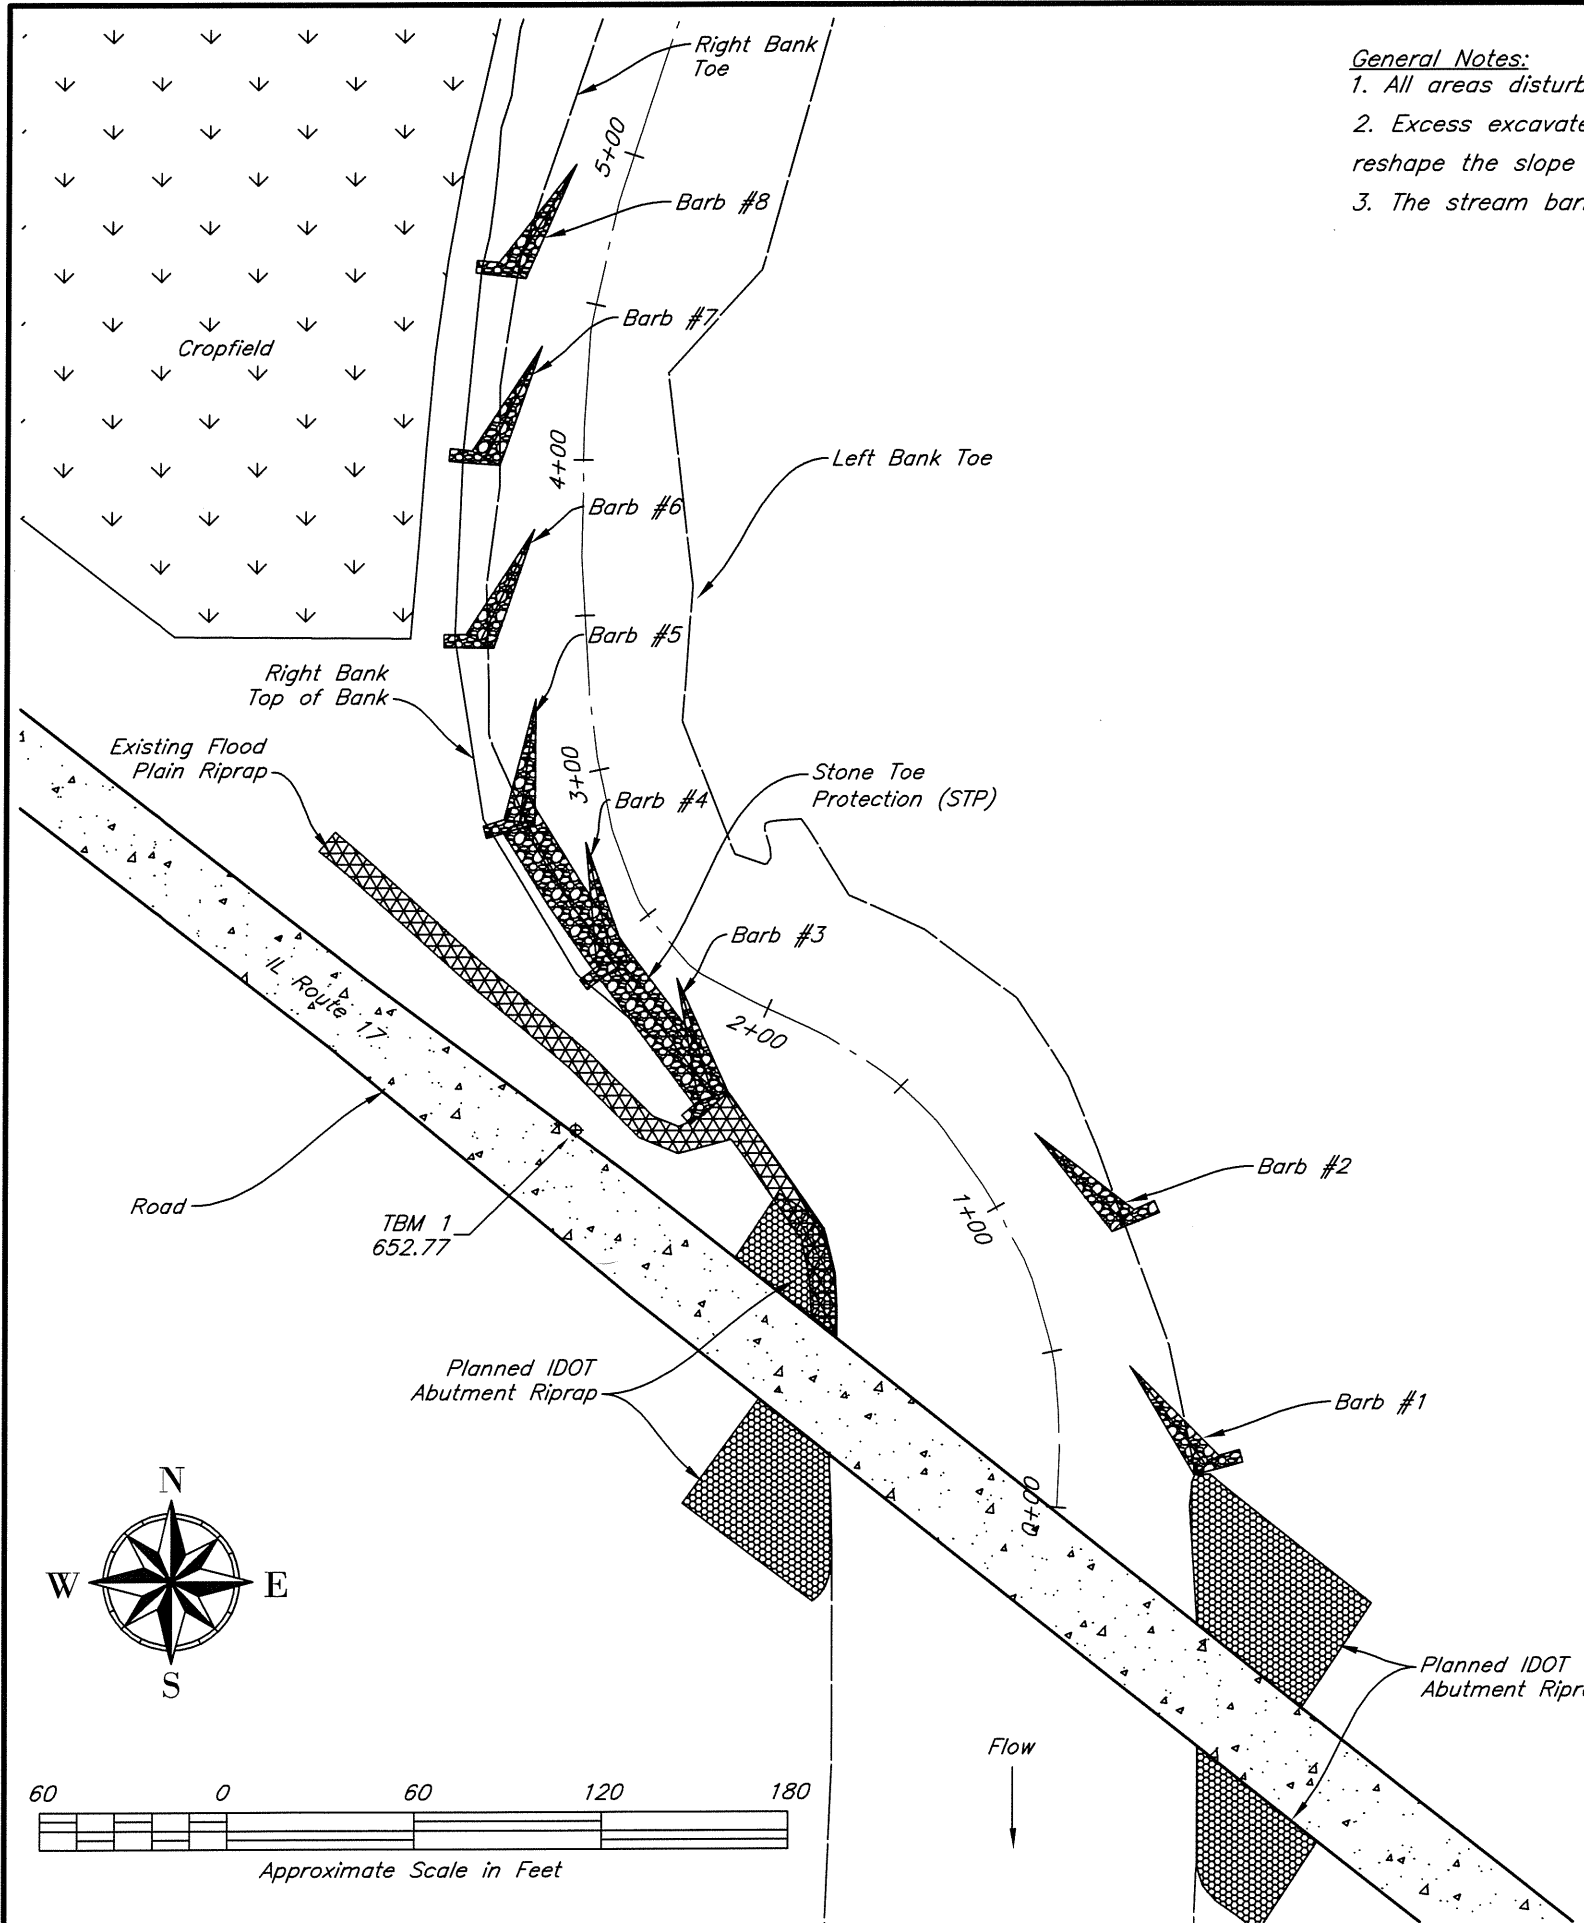 General Notes:
1. All areas disturb
2. Excess excavate
reshape the slope
3. The stream bar
Right Bank
Toe
5+00
Barb #8
Barb #7
Cropfield
4+00
Left Bank Toe
Barb #6
Barb #5
Right Bank
Top of Bank
Existing Flood
Plain Riprap
3+00
Stone Toe
Protection (STP)
Barb #4
Barb #3
IL Route 17
2+00
Barb #2
Road
1+00
TBM 1
652.77
Planned IDOT
Abutment Riprap
Barb #1
N
0+00
W E
S
Planned IDOT
Abutment Ripra
Flow
60 0 60 120 180
Approximate Scale in Feet